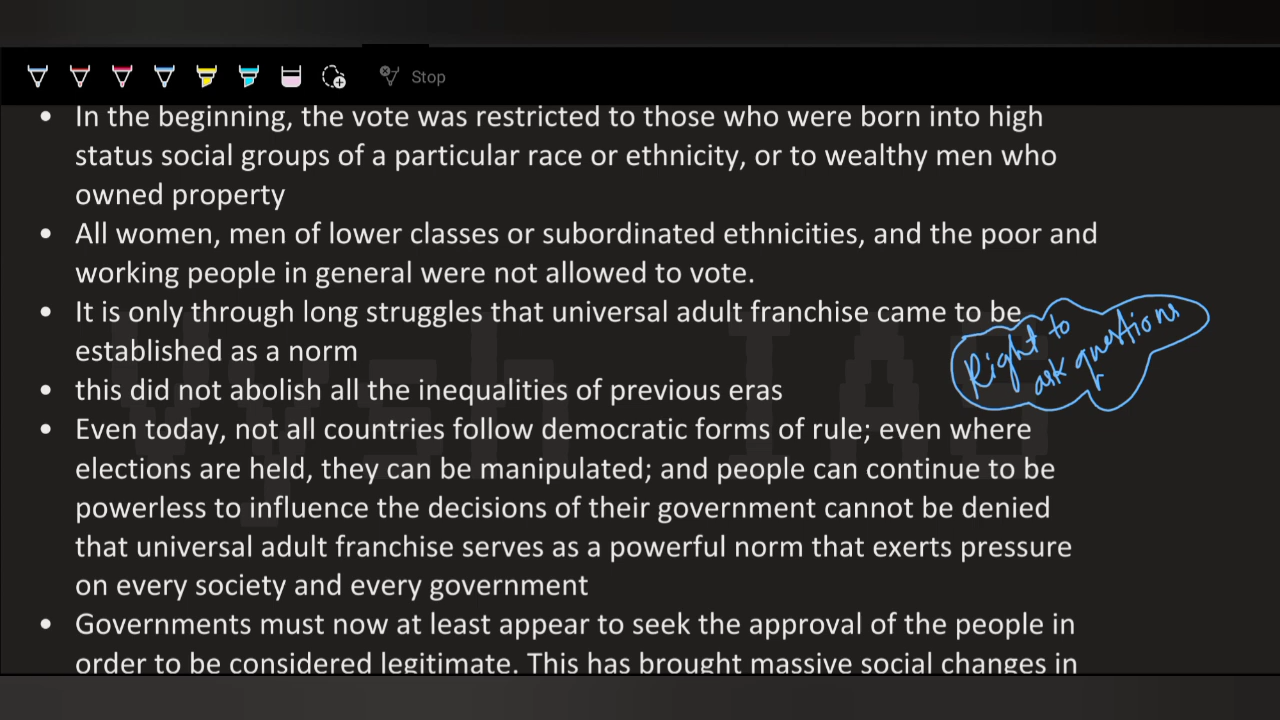 Stop
• In the beginning, the vote was restricted to those who were born into high
status social groups of a particular race or ethnicity, or to wealthy men who
owned property
• All women, men of lower classes or subordinated ethnicities, and the poor and
working people in general were not allowed to vote.
• It is only through long struggles that universal adult franchise came to be
established as a norm
Right to
ask questions
• this did not abolish all the inequalities of previous eras
• Even today, not all countries follow democratic forms of rule; even where
elections are held, they can be manipulated; and people can continue to be
powerless to influence the decisions of their government cannot be denied
that universal adult franchise serves as a powerful norm that exerts pressure
on every society and every government
• Governments must now at least appear to seek the approval of the people in
order to be considered legitimate. This has brought massive social changes in